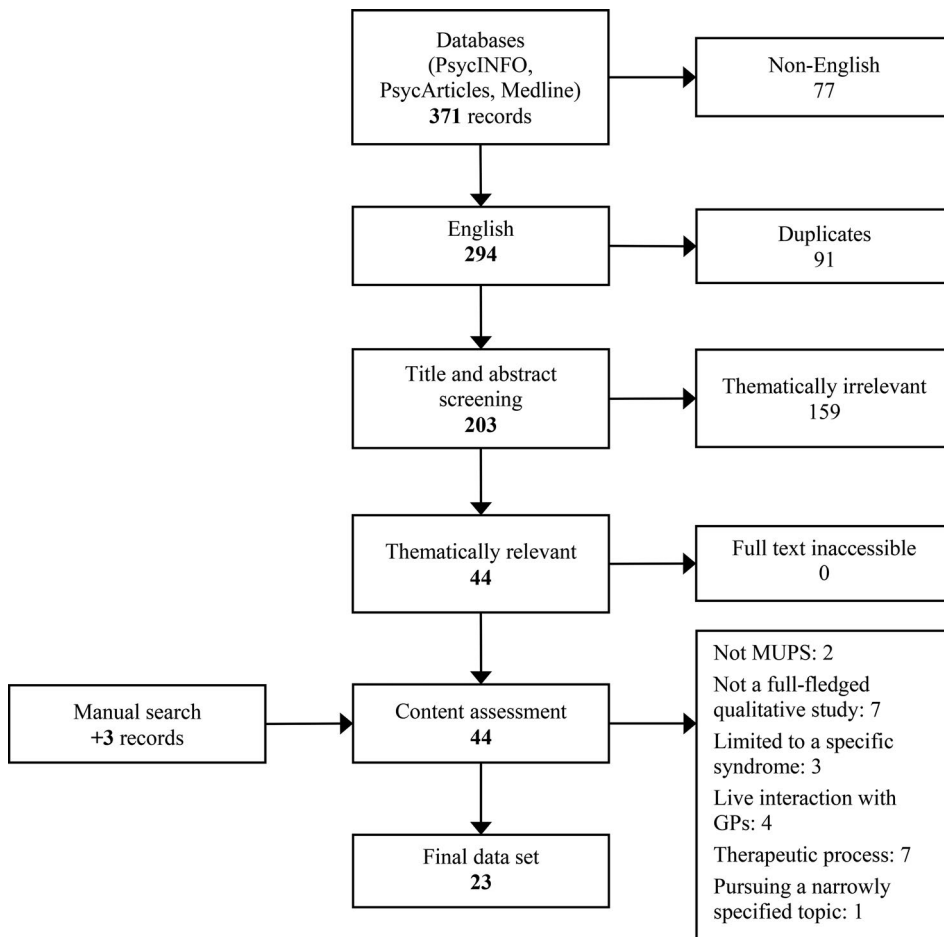 Databases
(PsycINFO,
PsycArticles, Medline)
371 records
Non-English
77
English
294
Duplicates
91
Title and abstract
screening
203
Thematically irrelevant
159
Thematically relevant
44
Full text inaccessible
0
Manual search
+3 records
Content assessment
44
Not MUPS: 2
Not a full-fledged
qualitative study: 7
Limited to a specific
syndrome: 3
Live interaction with
GPs: 4
Therapeutic process: 7
Pursuing a narrowly
specified topic: 1
Final data set
23